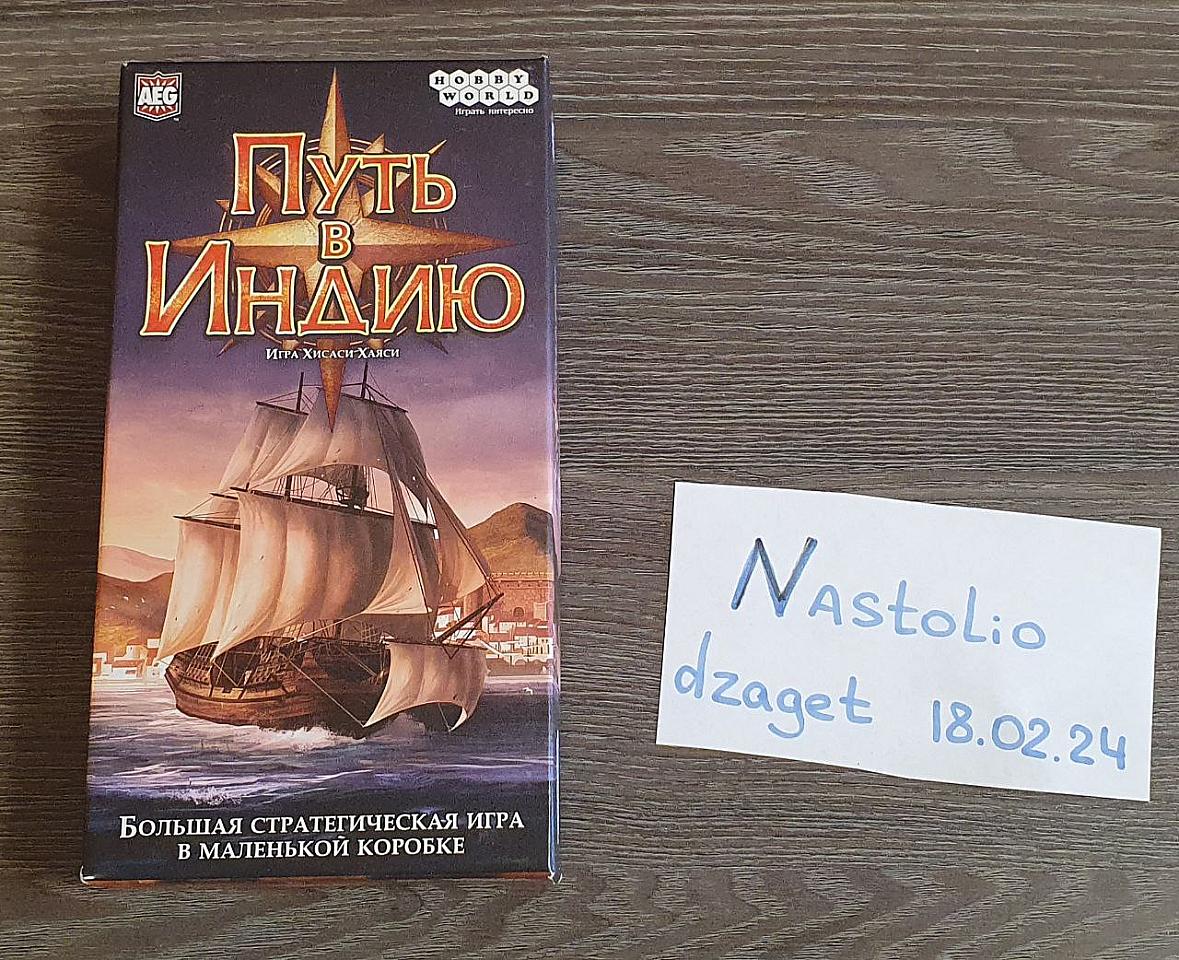 AEG
HOBBY
WORLD
Играть интересно
Путь
в
Индию
Игра Хисаси Хаяси
Большая стратегическая игра
в маленькой коробке
Nastolio
dzaget 18.02.24